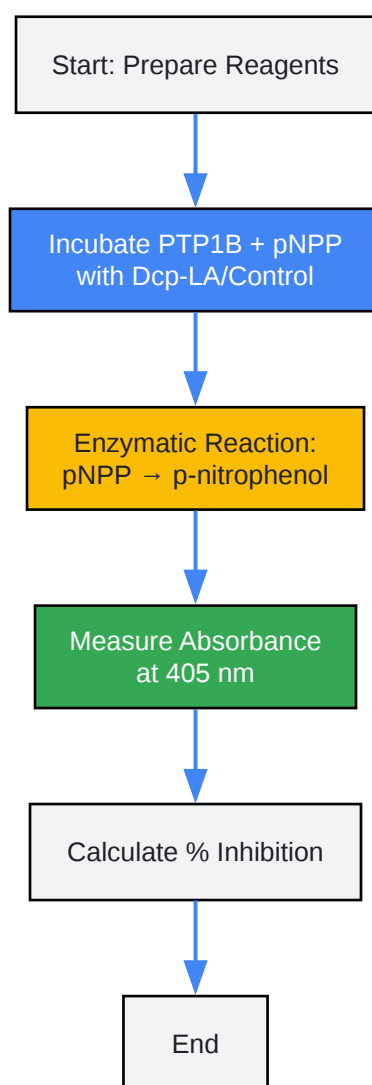 Start: Prepare Reagents
Incubate PTP1B + pNPP
with Dcp-LA/Control
Enzymatic Reaction:
pNPP → p-nitrophenol
Measure Absorbance
at 405 nm
Calculate % Inhibition
End